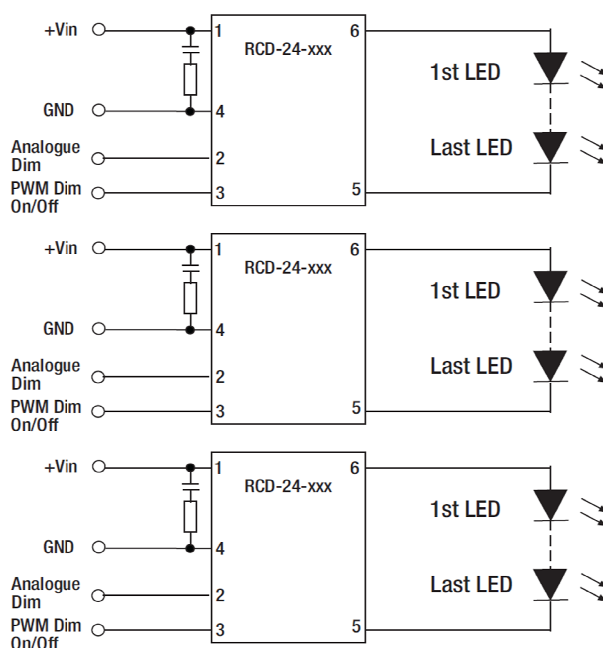 +Vin
1
6
RCD-24-xxx
1st LED
GND
4
Analogue
Dim
2
Last LED
PWM Dim
On/Off
3
5
+Vin
1
6
RCD-24-xxx
1st LED
GND
4
Analogue
Dim
2
Last LED
PWM Dim
On/Off
3
5
+Vin
1
6
RCD-24-xxx
1st LED
GND
4
Analogue
Dim
2
Last LED
PWM Dim
On/Off
3
5